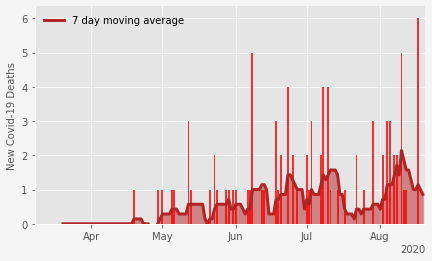 7 day moving average
New Covid-19 Deaths
6
5
4
3
2
1
0
Apr
May
Jun
Jul
Aug
2020